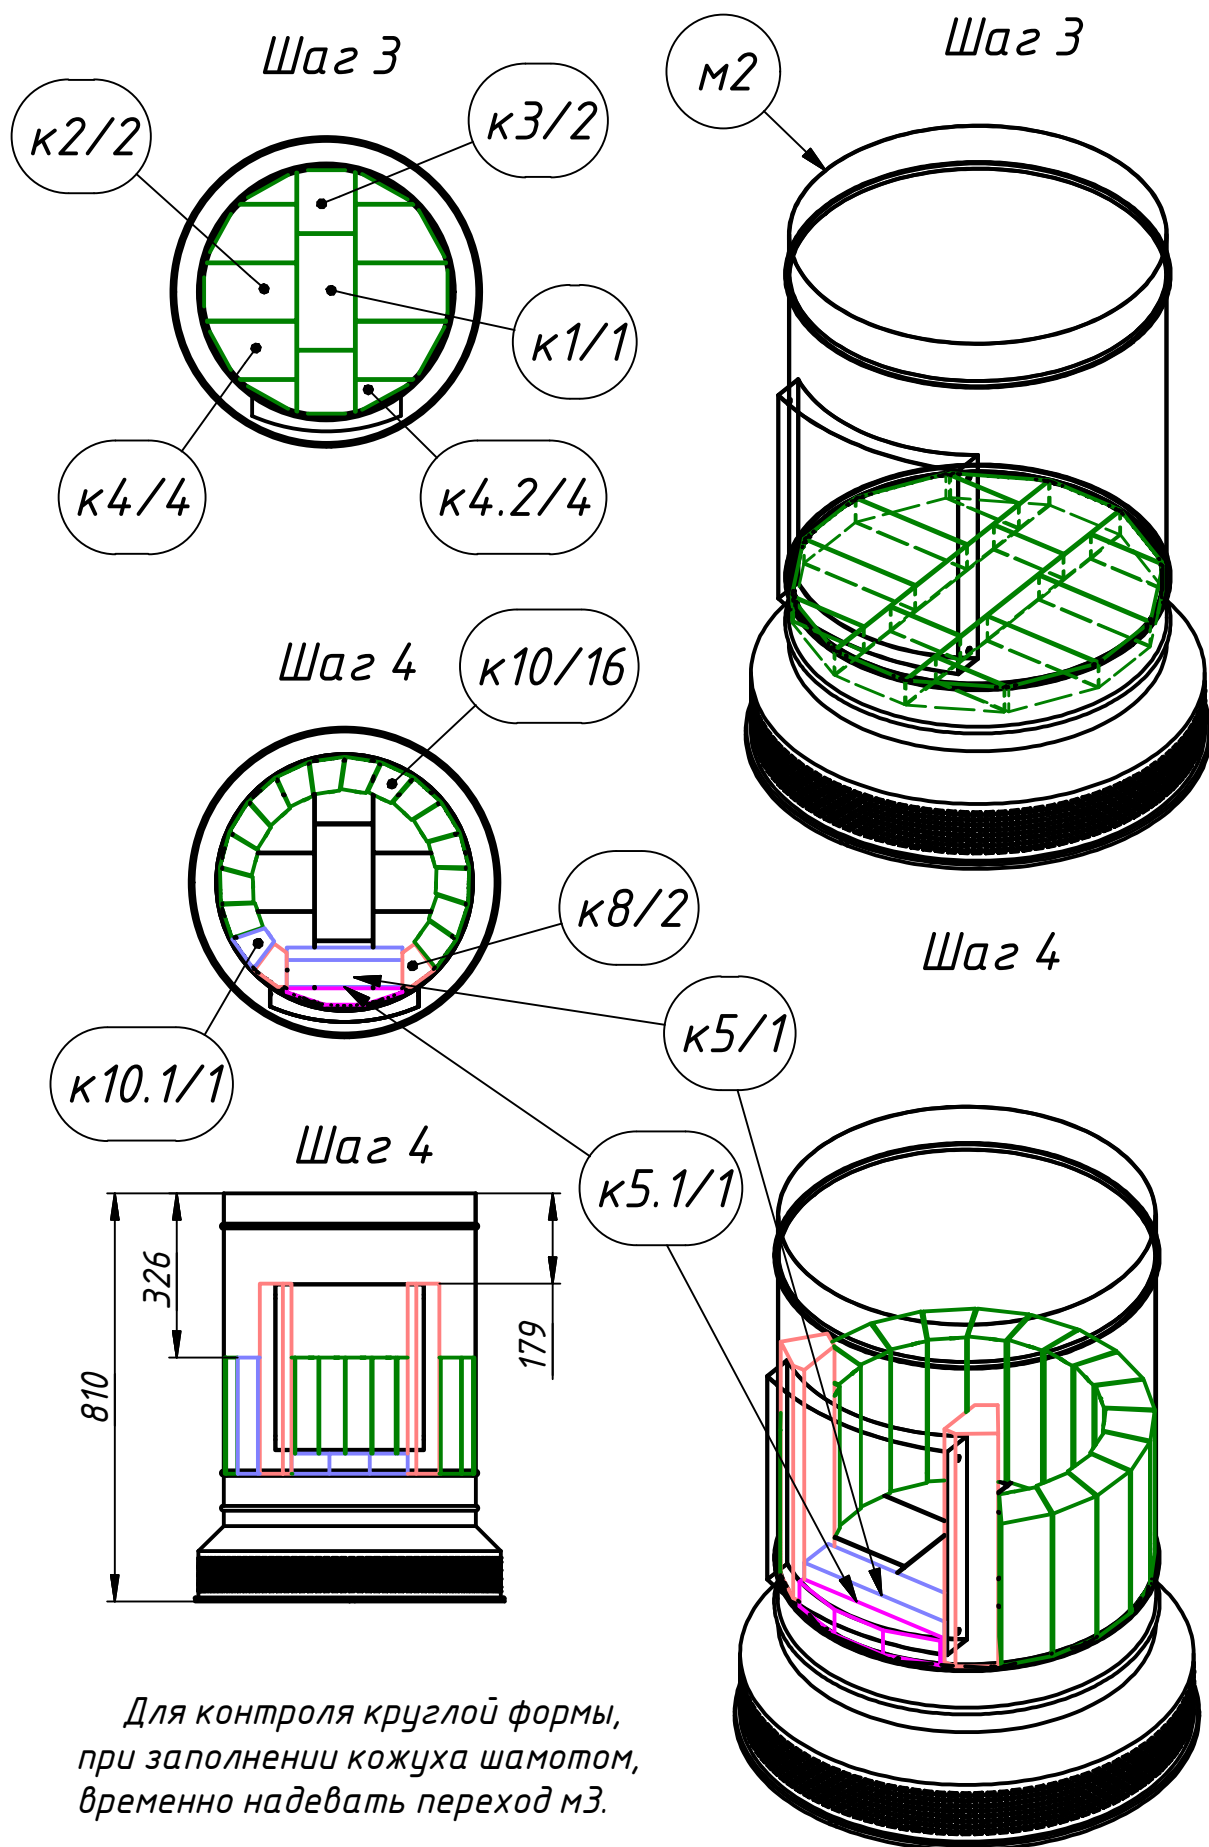 Шаг 3
Шаг 3
м2
к2/2
к3/2
к1/1
к4/4
к4.2/4
Шаг 4
к10/16
к8/2
Шаг 4
к5/1
к10.1/1
Шаг 4
к5.1/1
326
179
810
Для контроля круглой формы,
при заполнении кожуха шамотом,
временно надевать переход м3.